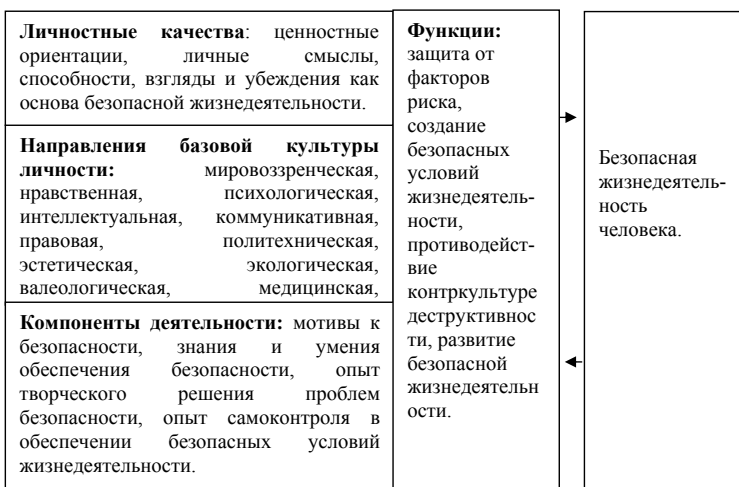 Личностные качества: ценностные
ориентации, личные смыслы,
способности, взгляды и убеждения как
основа безопасной жизнедеятельности.
Направления базовой культуры
личности: мировоззренческая,
нравственная, психологическая,
интеллектуальная, коммуникативная,
правовая, политехническая,
эстетическая, экологическая,
валеологическая, медицинская,
Компоненты деятельности: мотивы к
безопасности, знания и умения
обеспечения безопасности, опыт
творческого решения проблем
безопасности, опыт самоконтроля в
обеспечении безопасных условий
жизнедеятельности.
Функции:
защита от
факторов
риска,
создание
безопасных
условий
жизнедеятель-
ности,
противодейст-
вие
контркультуре
деструктивнос
ти, развитие
безопасной
жизнедеятельн
ости.
Безопасная
жизнедеятель-
ность
человека.